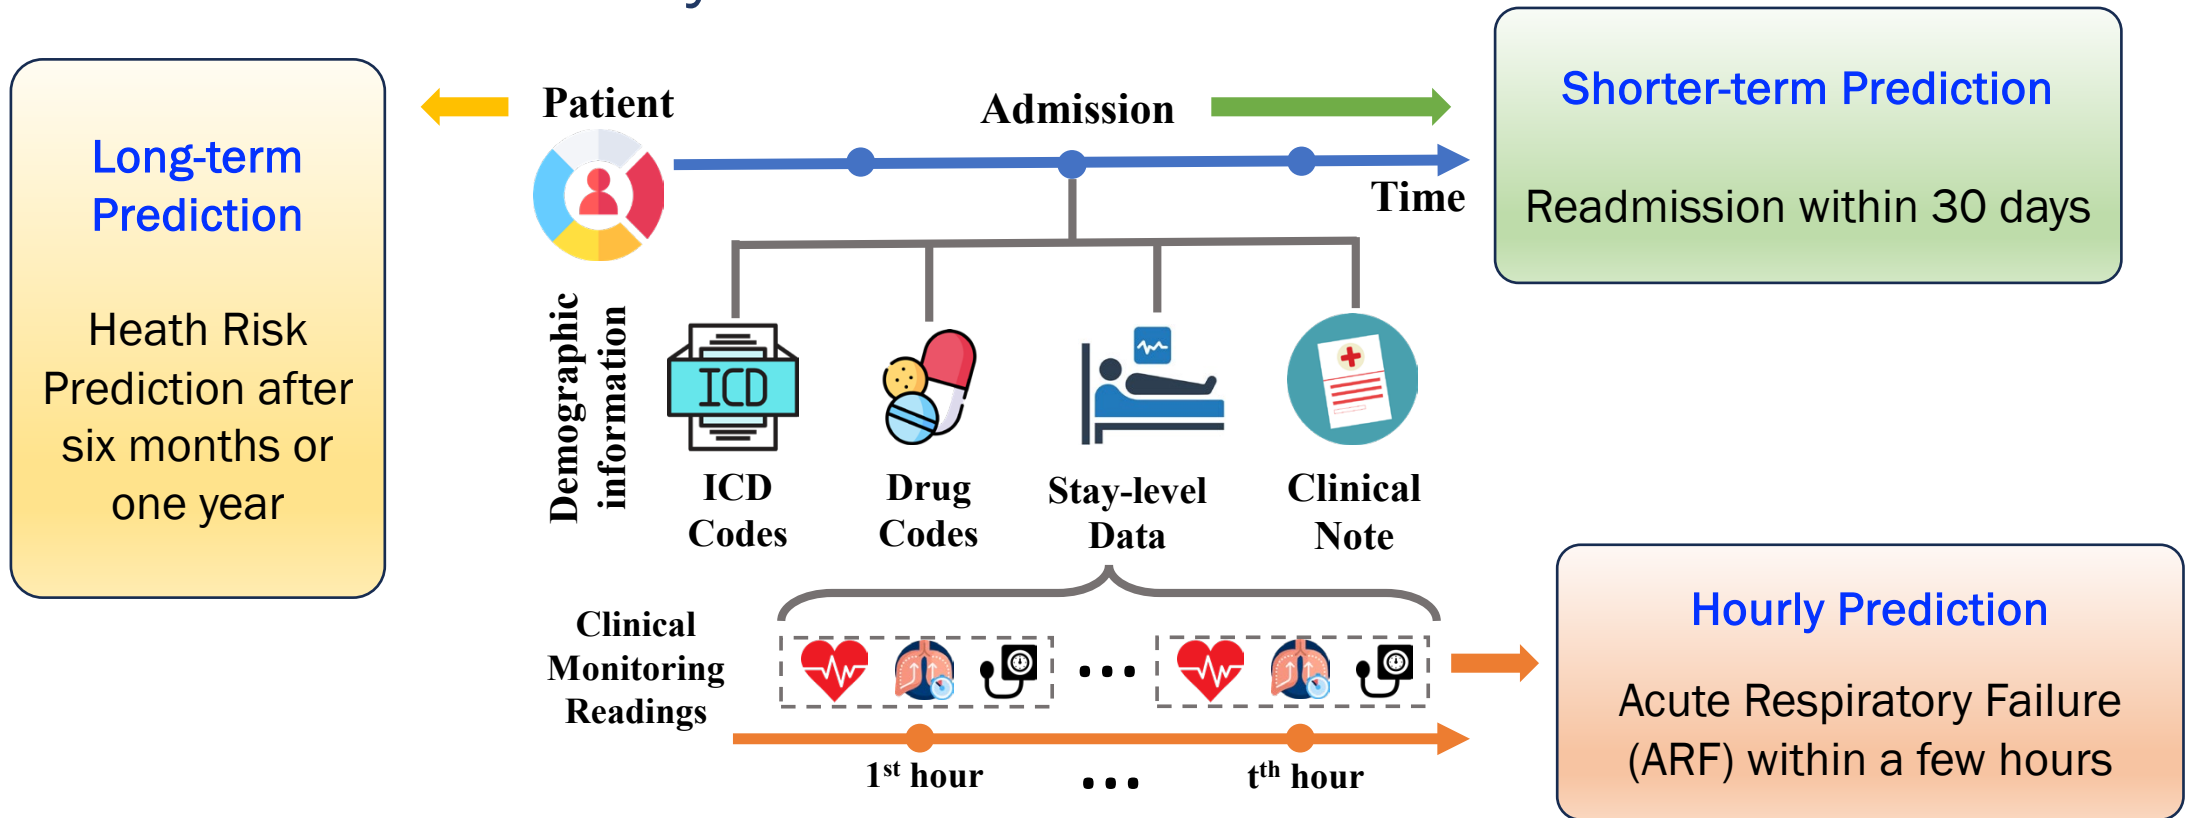 Long-term
Prediction
Heath Risk
Prediction after
six months or
one year
Patient
Admission
Time
Shorter-term Prediction
Readmission within 30 days
Demographic
information
ICD
ICD
Codes
Drug
Codes
Stay-level
Data
Clinical
Note
Clinical
Monitoring
Readings
...
1st hour
...
tth hour
Hourly Prediction
Acute Respiratory Failure
(ARF) within a few hours